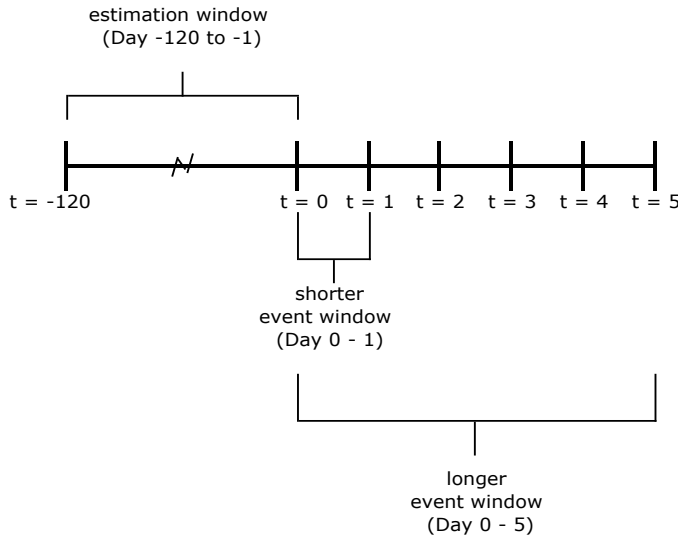 estimation window
(Day -120 to -1)
t = -120
t = 0
t = 1
t = 2
t = 3
t = 4
t = 5
shorter
event window
(Day 0 - 1)
longer
event window
(Day 0 - 5)